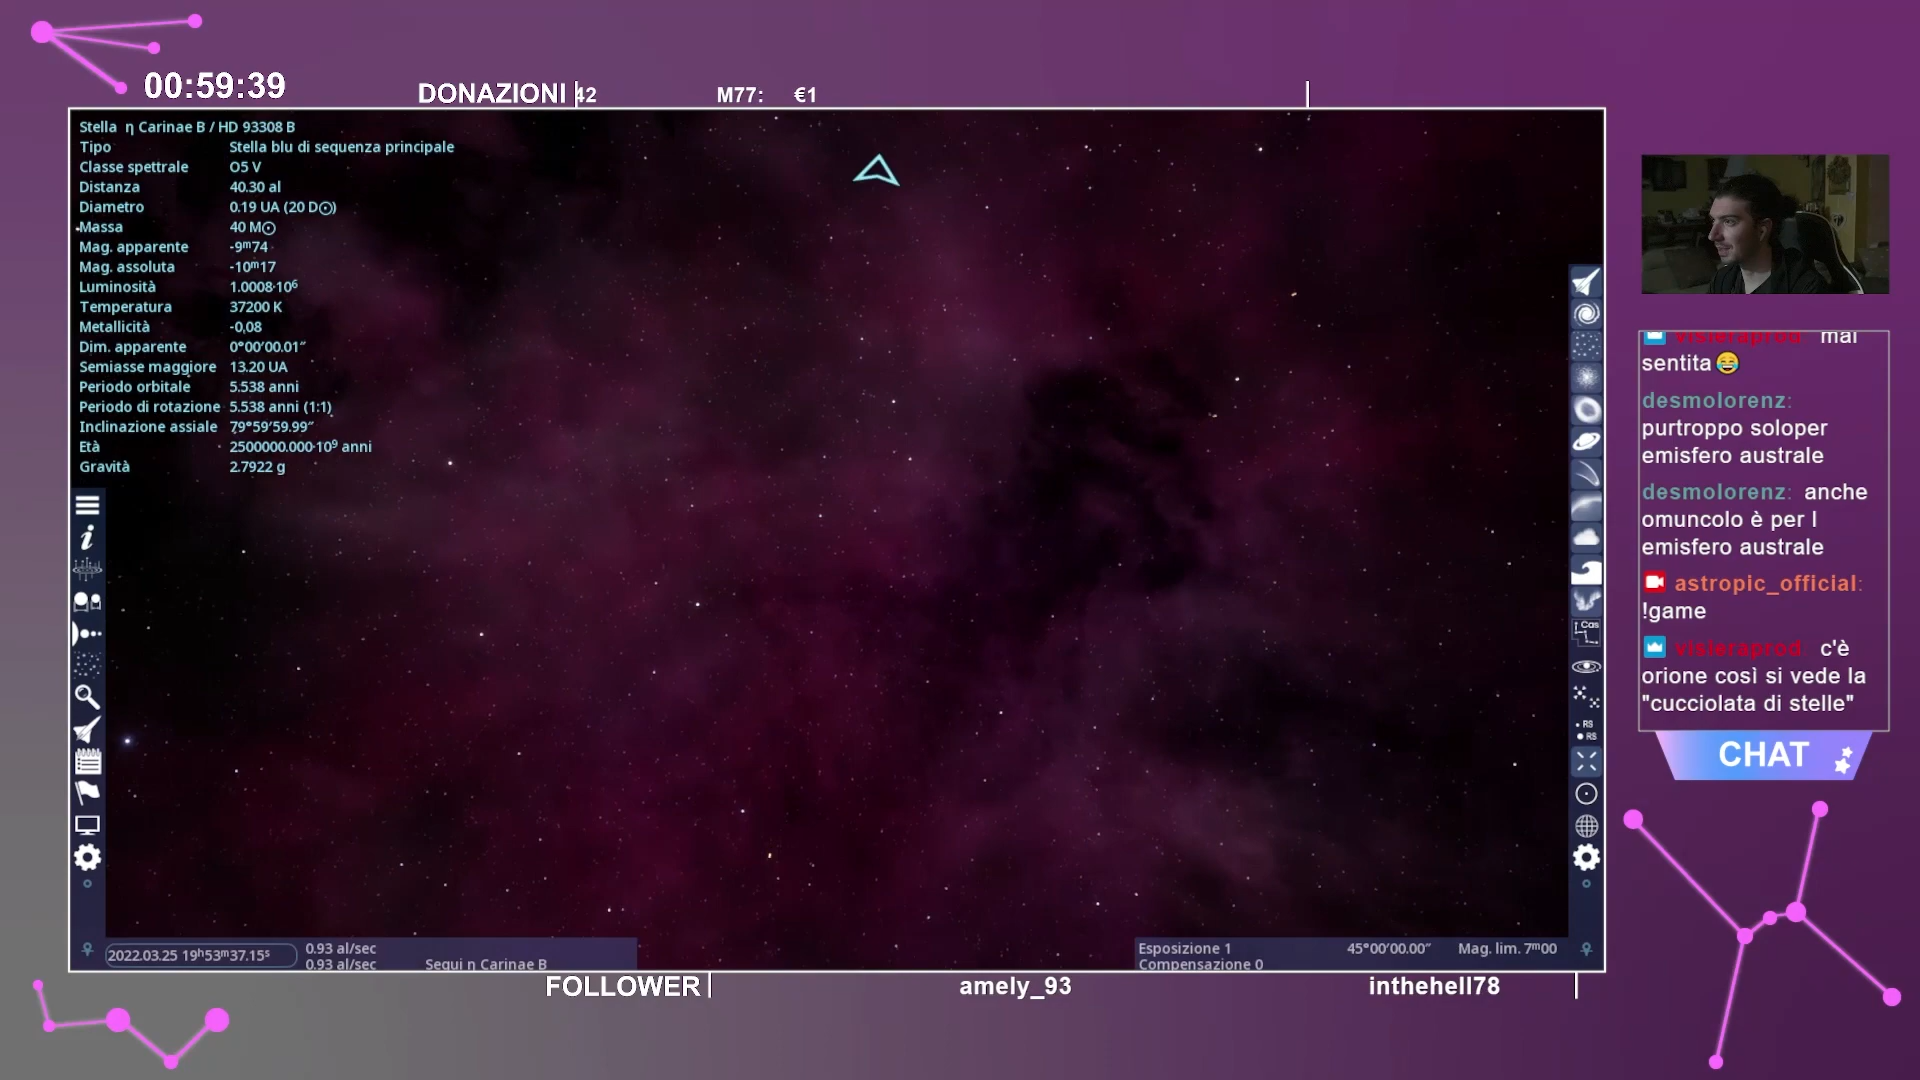 00:59:39
DONAZIONI 42 M77: €1
Stella η Carinae B / HD 93308 B
Tipo Stella blu di sequenza principale
Classe spettrale O5 V
Distanza 40.30 al
Diametro 0.19 UA (20 D☉)
Massa 40 M☉
Mag. apparente -9ᵐ74
Mag. assoluta -10ᵐ17
Luminosità 1.0008·10⁶
Temperatura 37200 K
Metallicità -0,08
Dim. apparente 0°00′00.01″
Semiasse maggiore 13.20 UA
Periodo orbitale 5.538 anni
Periodo di rotazione 5.538 anni (1:1)
Inclinazione assiale 79°59′59.99″
Età 2500000.000·10⁹ anni
Gravità 2.7922 g
Cas
RS
RS
2022.03.25 19ʰ53ᵐ37.15ˢ
0.93 al/sec
0.93 al/sec Segui η Carinae B
Esposizione 1 45°00′00.00″ Mag. lim. 7ᵐ00
Compensazione 0
visieraprod: mai
sentita😂
desmolorenz:
purtroppo soloper
emisfero australe
desmolorenz: anche
omuncolo è per l
emisfero australe
astropic_official:
!game
visieraprod: c'è
orione così si vede la
"cucciolata di stelle"
CHAT
FOLLOWER amely_93 inthehell78